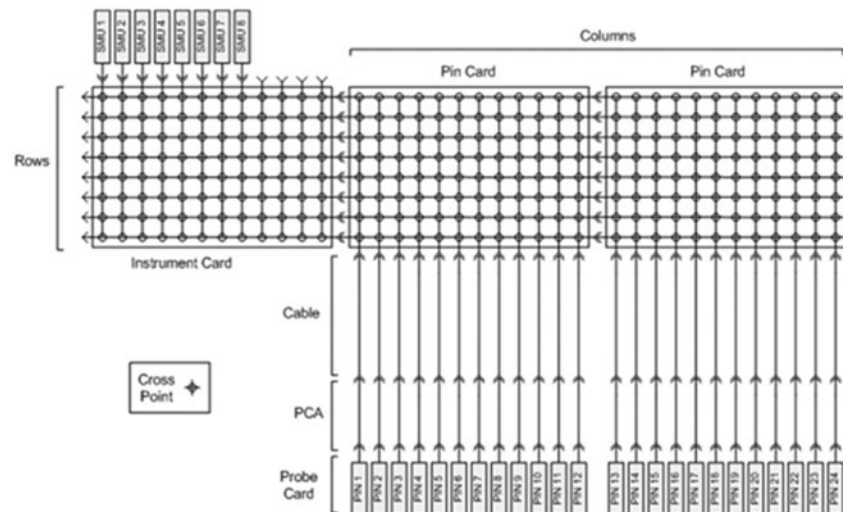 SMU 1
SMU 2
SMU 3
SMU 4
SMU 5
SMU 6
SMU 7
SMU 8
Columns
Pin Card
Pin Card
Rows
Instrument Card
Cable
Cross
Point
PCA
Probe
Card
PIN 1
PIN 2
PIN 3
PIN 4
PIN 5
PIN 6
PIN 7
PIN 8
PIN 9
PIN 10
PIN 11
PIN 12
PIN 13
PIN 14
PIN 15
PIN 16
PIN 17
PIN 18
PIN 19
PIN 20
PIN 21
PIN 22
PIN 23
PIN 24